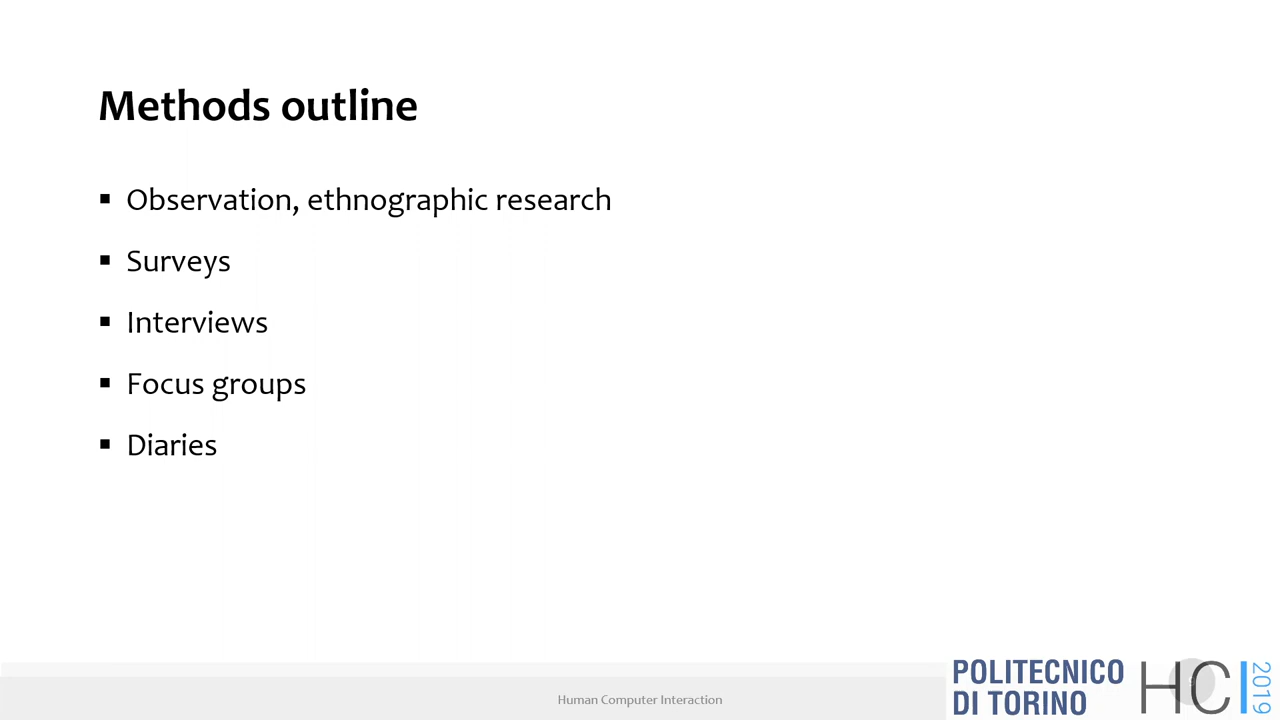 Methods outline
▪ Observation, ethnographic research
▪ Surveys
▪ Interviews
▪ Focus groups
▪ Diaries
Human Computer Interaction
POLITECNICO
DI TORINO
HCI
2019